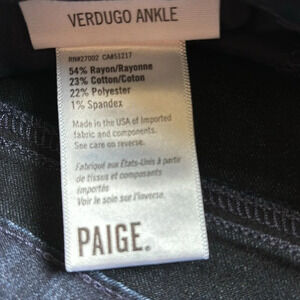 VERDUGO ANKLE
RN#27002 CA#51217
54% Rayon/Rayonne
23% Cotton/Coton
22% Polyester
1% Spandex
Made in the USA of Imported
fabric and components.
See care on reverse.
Fabriqué aux États-Unis à partir
de tissus et composants
importés
Voir le soin sur l'inverse.
PAIGE.